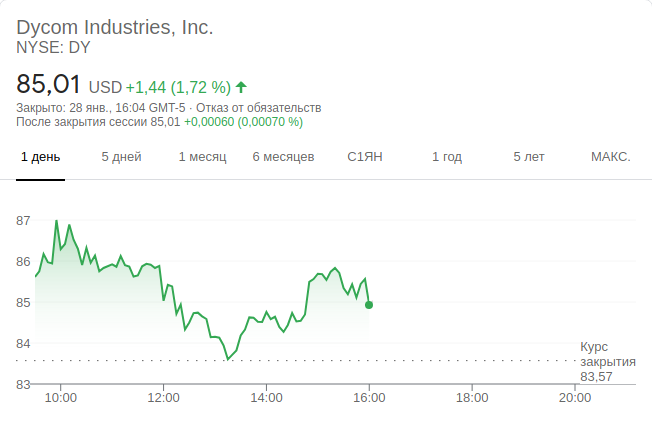 Dycom Industries, Inc.
NYSE: DY
85,01 USD +1,44 (1,72 %)
Закрыто: 28 янв., 16:04 GMT-5 · Отказ от обязательств
После закрытия сессии 85,01 +0,00060 (0,00070 %)
1 день 5 дней 1 месяц 6 месяцев С1ЯН 1 год 5 лет МАКС.
87
86
85
84
83
Курс
закрытия
83,57
10:00 12:00 14:00 16:00 18:00 20:00